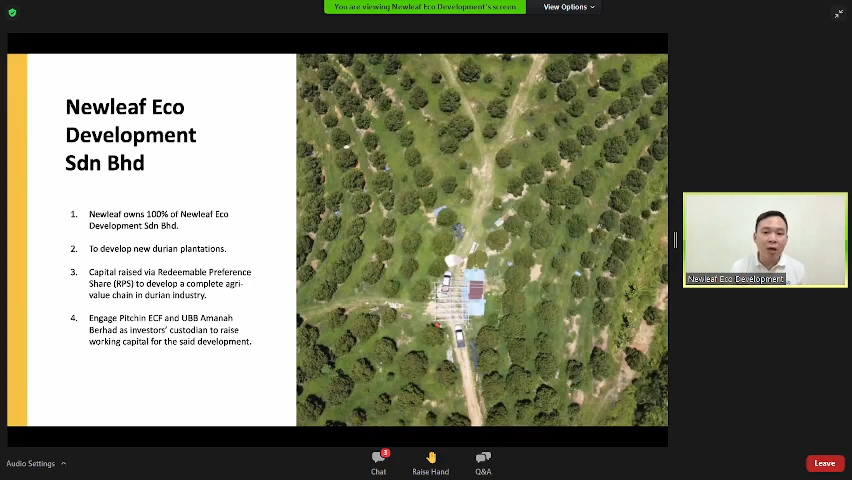 You are viewing Newleaf Eco Development's screen
View Options
Newleaf Eco
Development
Sdn Bhd
1. Newleaf owns 100% of Newleaf Eco
Development Sdn Bhd.
2. To develop new durian plantations.
3. Capital raised via Redeemable Preference
Share (RPS) to develop a complete agri-
value chain in durian industry.
4. Engage Pitchin ECF and UBB Amanah
Berhad as investors' custodian to raise
working capital for the said development.
Newleaf Eco Development
Audio Settings
3
Chat
Raise Hand
Q&A
Leave